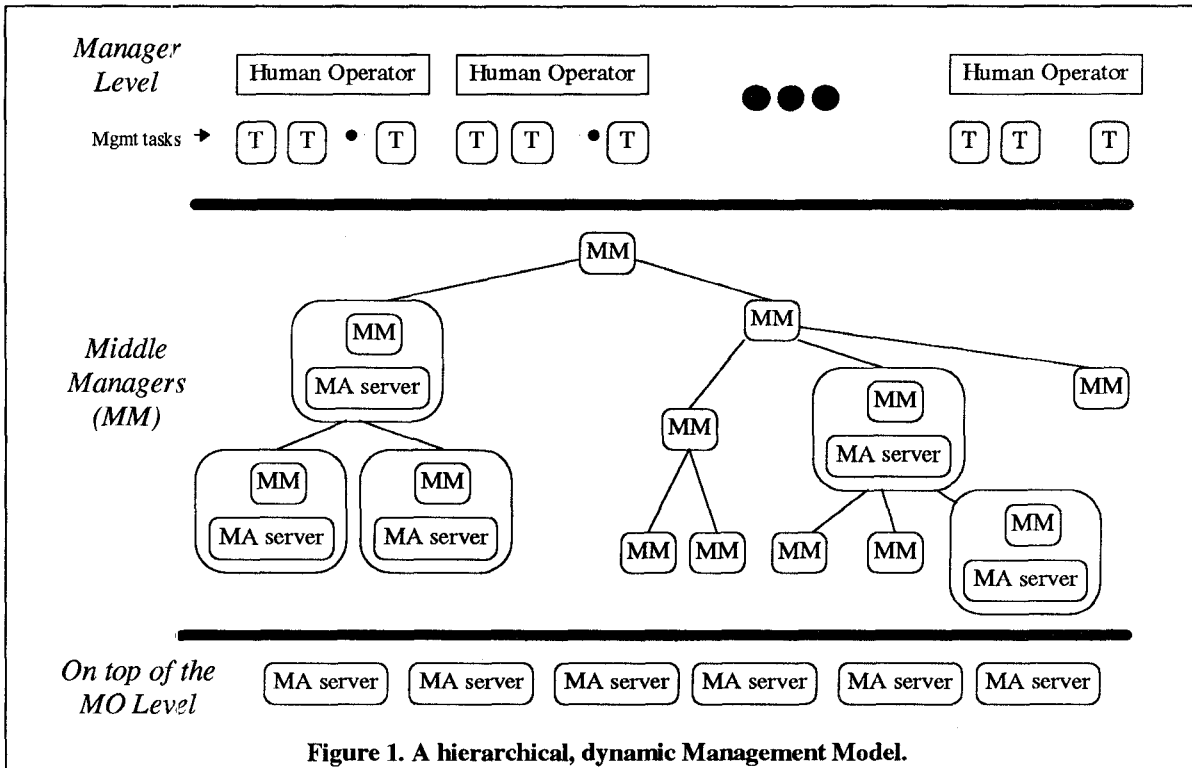 Manager
Level
Human Operator Human Operator Human Operator
Mgmt tasks T T T T T T T T T
MM
MM
MM
Middle
Managers
(MM)
MA server
MM
MM
MM
MA server
MM MM
MM MM MM MM
MM
MA server MA server
MA server
On top of the
MO Level
MA server MA server MA server MA server MA server MA server
Figure 1. A hierarchical, dynamic Management Model.